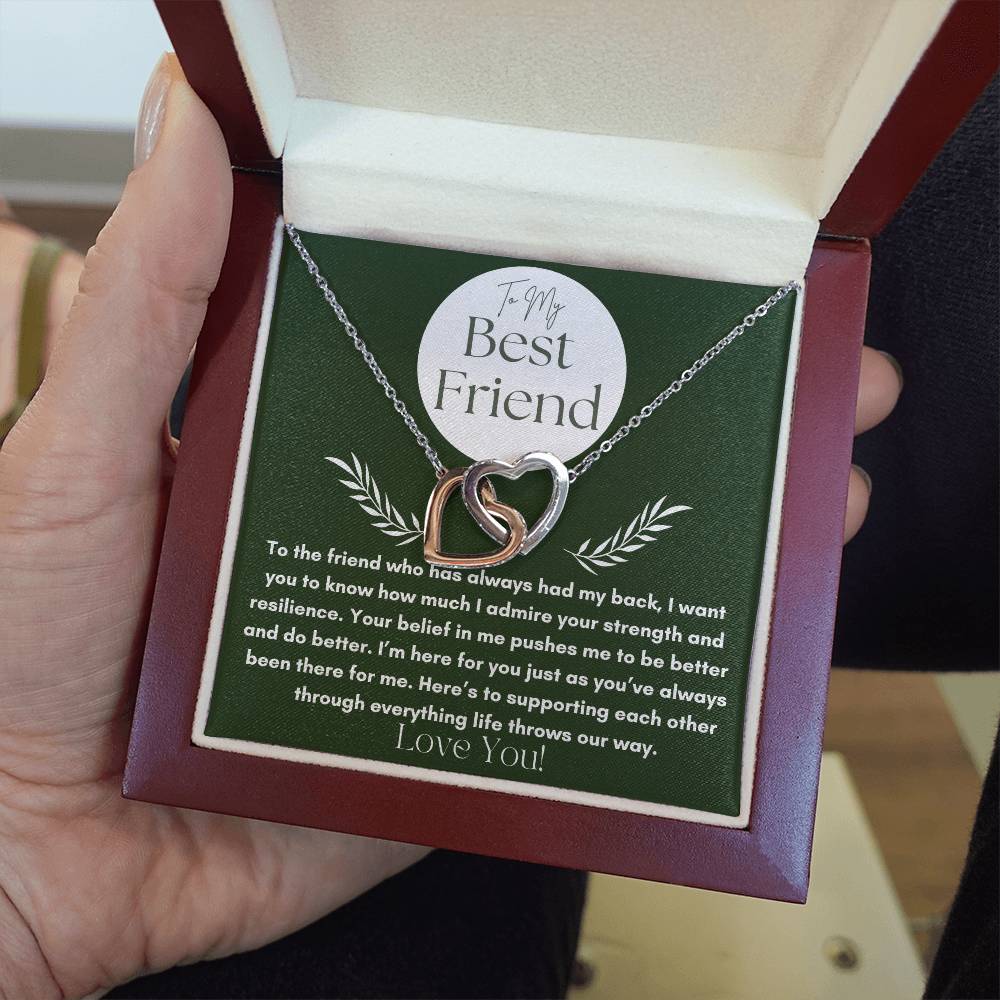 To My
Best
Friend
To the friend who has always had my back, I want
you to know how much I admire your strength and
resilience. Your belief in me pushes me to be better
and do better. I’m here for you just as you’ve always
been there for me. Here’s to supporting each other
through everything life throws our way.
Love You!